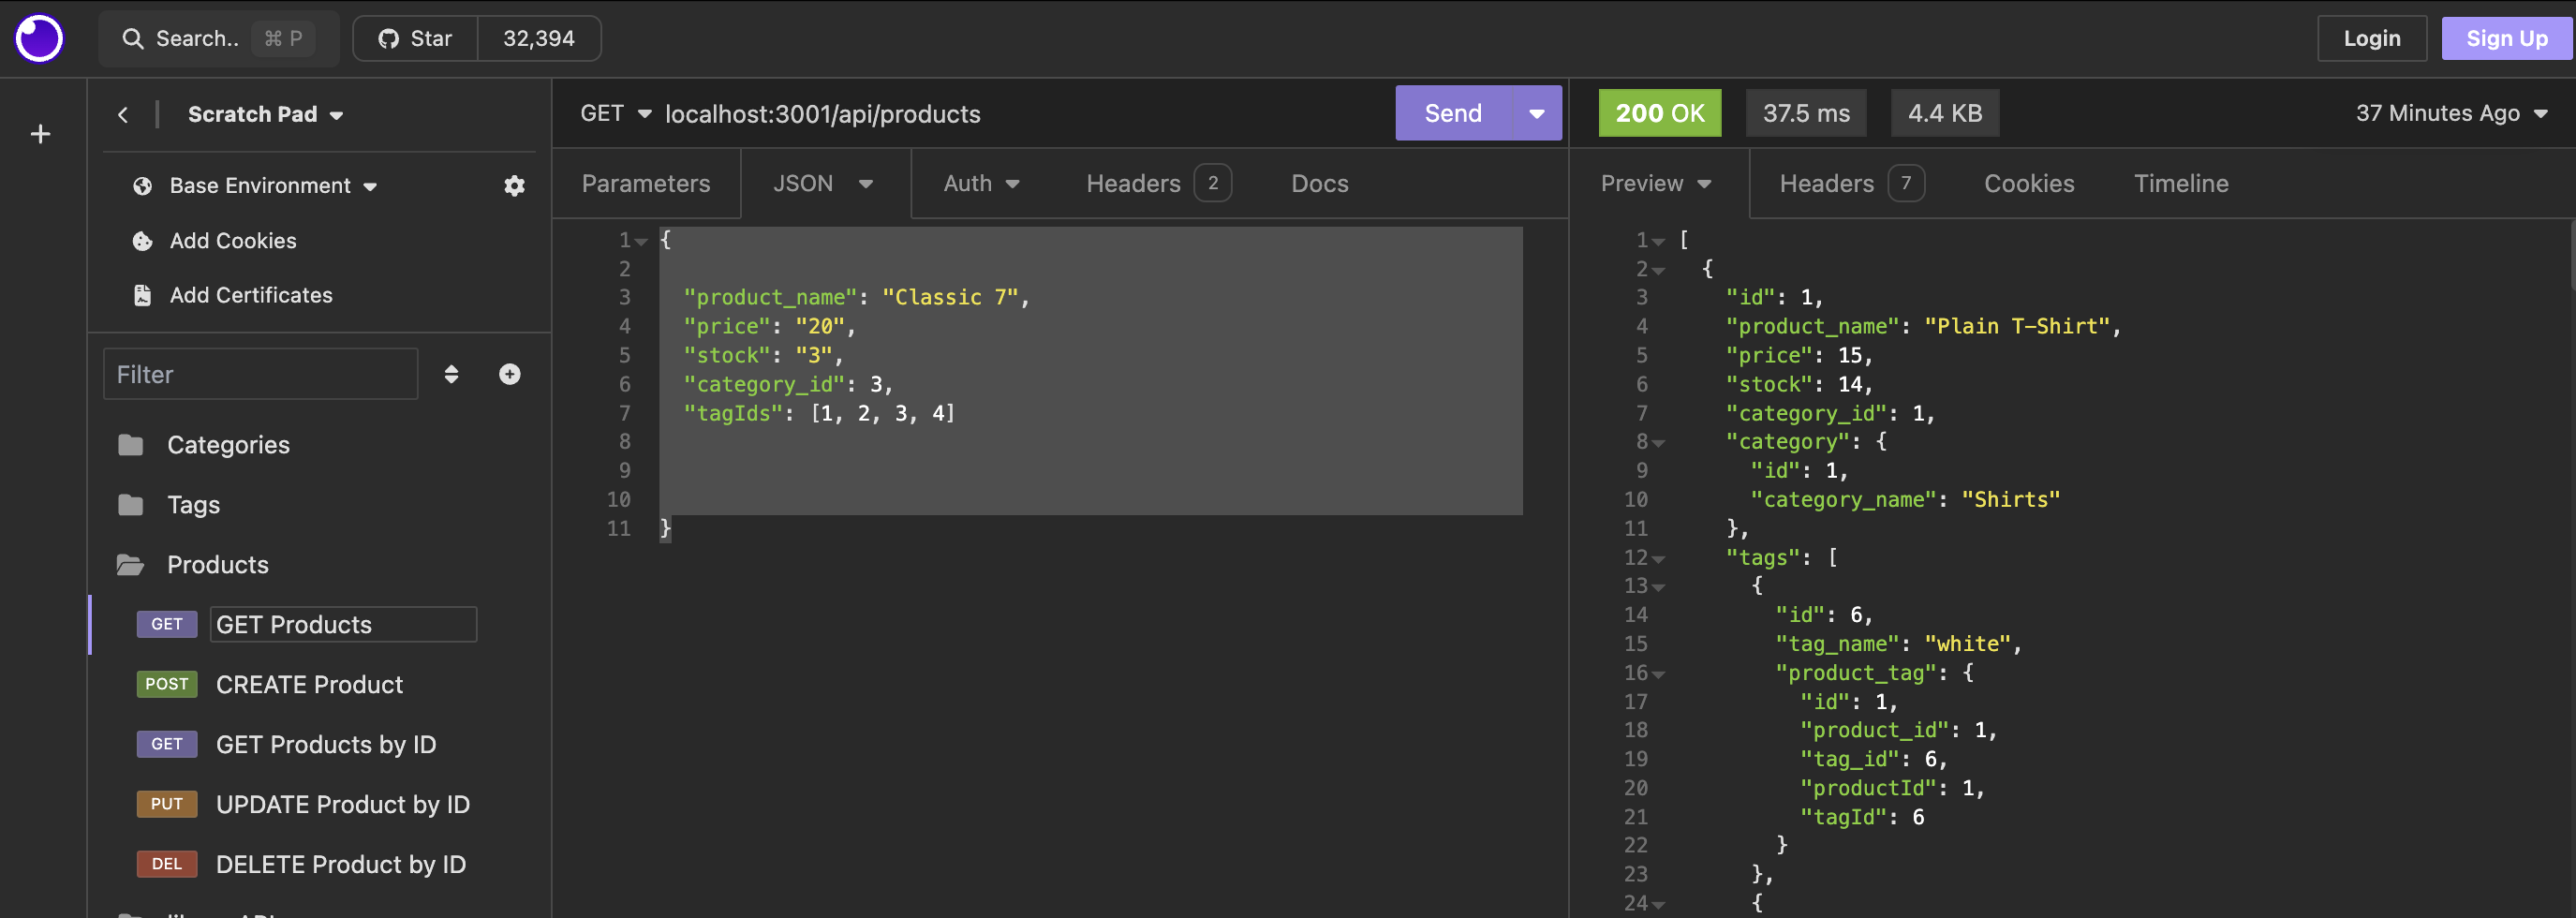 Search.. ⌘ P
Star 32,394
Login
Sign Up
Scratch Pad
Base Environment
Add Cookies
Add Certificates
Filter
Categories
Tags
Products
GET GET Products
POST CREATE Product
GET GET Products by ID
PUT UPDATE Product by ID
DEL DELETE Product by ID
GET localhost:3001/api/products
Send
Parameters JSON Auth Headers 2 Docs
1 {
2
3 "product_name": "Classic 7",
4 "price": "20",
5 "stock": "3",
6 "category_id": 3,
7 "tagIds": [1, 2, 3, 4]
8
9
10
11 }
200 OK 37.5 ms 4.4 KB 37 Minutes Ago
Preview Headers 7 Cookies Timeline
1 [
2 {
3 "id": 1,
4 "product_name": "Plain T-Shirt",
5 "price": 15,
6 "stock": 14,
7 "category_id": 1,
8 "category": {
9 "id": 1,
10 "category_name": "Shirts"
11 },
12 "tags": [
13 {
14 "id": 6,
15 "tag_name": "white",
16 "product_tag": {
17 "id": 1,
18 "product_id": 1,
19 "tag_id": 6,
20 "productId": 1,
21 "tagId": 6
22 }
23 },
24 {